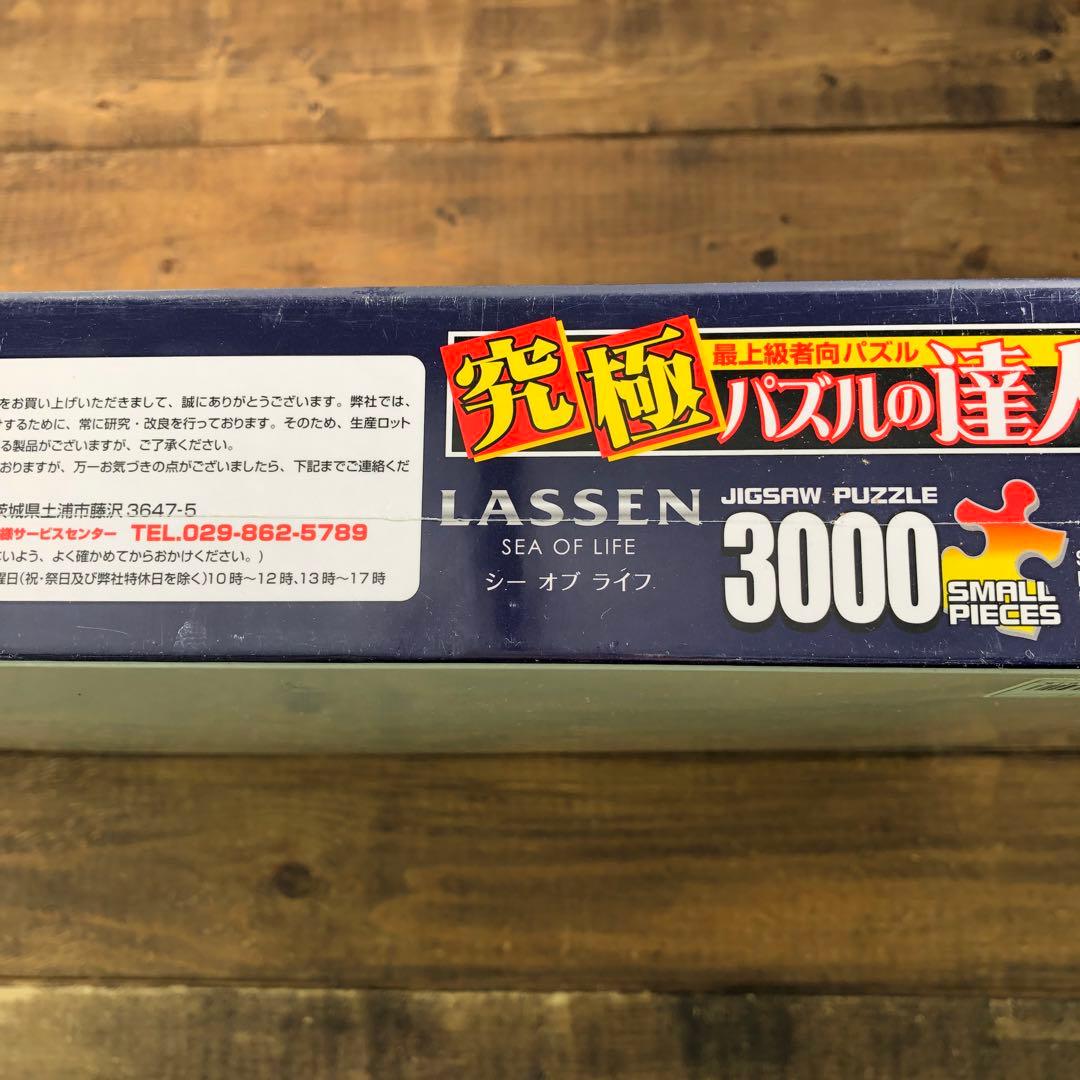 をお買い上げいただきまして、誠にありがとうございます。弊社では、
するために、常に研究・改良を行っております。そのため、生産ロット
る製品がございますが、ご了承ください。
おりますが、万一お気づきの点がございましたら、下記までご連絡くだ
茨城県土浦市藤沢3647-5
様サービスセンター TEL.029-862-5789
いよう、よく確かめてからおかけください。)
曜日(祝・祭日及び弊社特休日を除く)10時〜12時、13時〜17時
究極
最上級者向パズル
パズルの達人
LASSEN
SEA OF LIFE
シー オブ ライフ
JIGSAW PUZZLE
3000
SMALL
PIECES